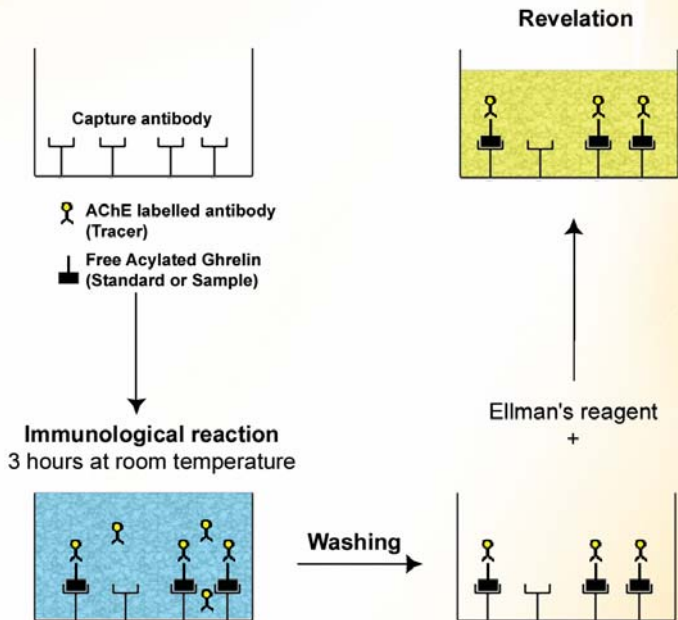 Capture antibody
AChE labelled antibody
(Tracer)
Free Acylated Ghrelin
(Standard or Sample)
Immunological reaction
3 hours at room temperature
Washing
Ellman's reagent
+
Revelation